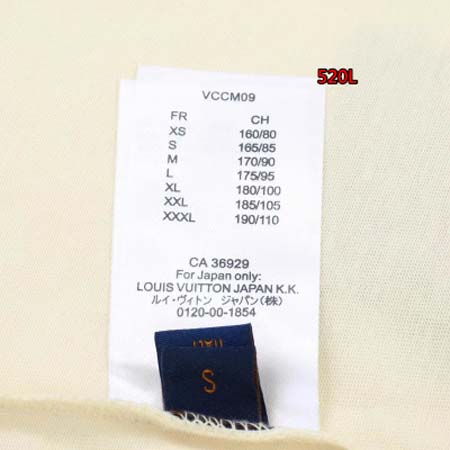 520L
VCCM09
FR CH
XS 160/80
S 165/85
M 170/90
L 175/95
XL 180/100
XXL 185/105
XXXL 190/110
CA 36929
For Japan only:
LOUIS VUITTON JAPAN K.K.
ルイ・ヴィトン ジャパン(株)
0120-00-1854
S